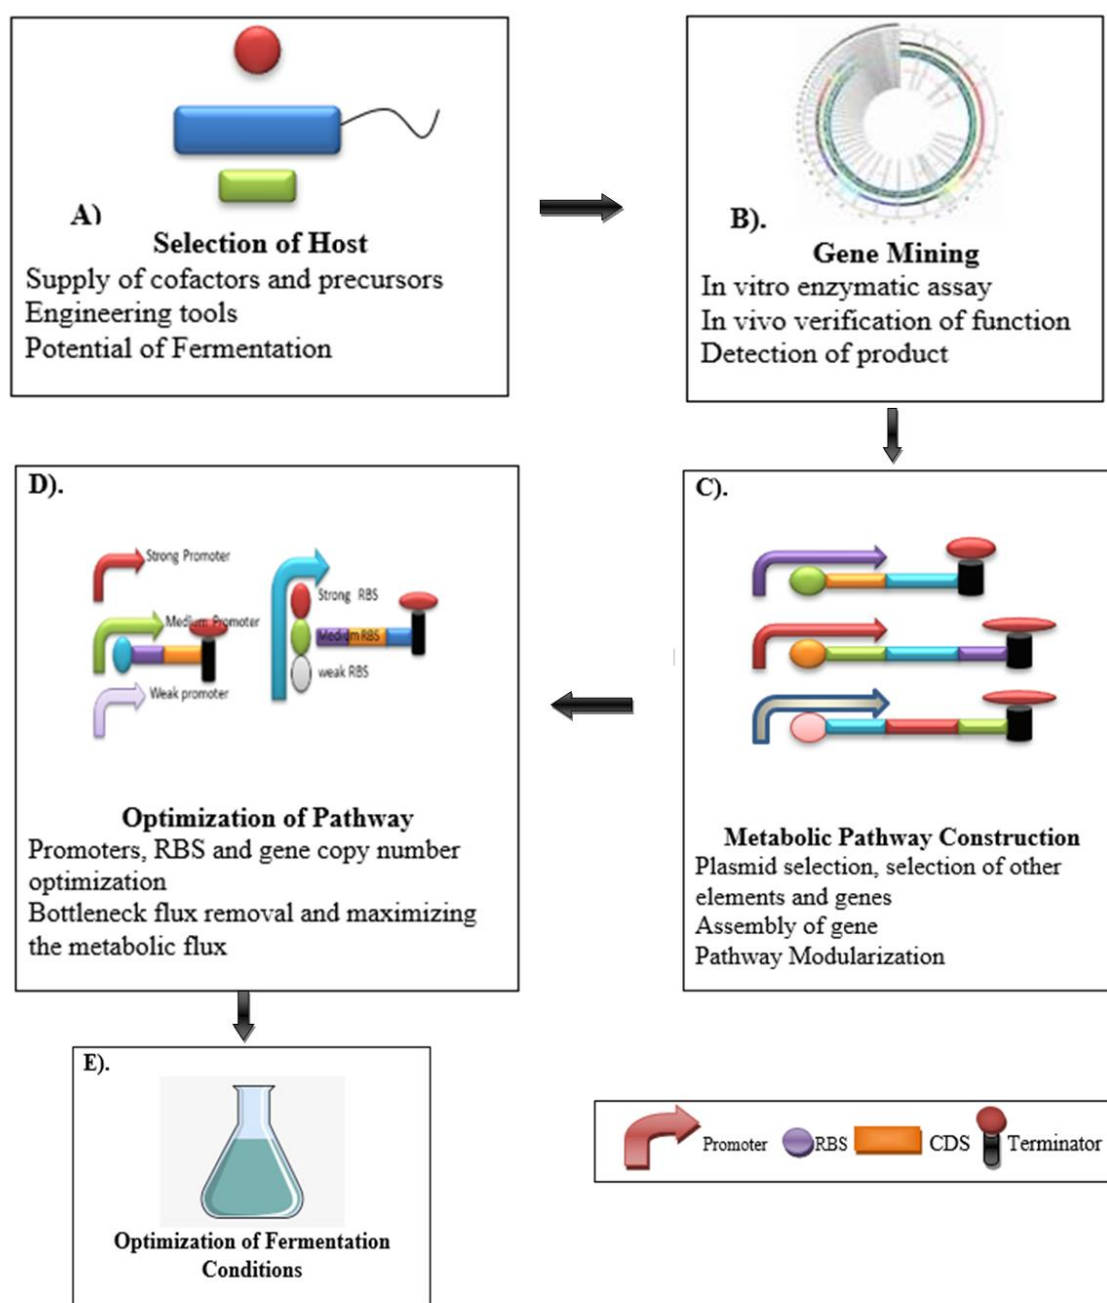 A)
Selection of Host
Supply of cofactors and precursors
Engineering tools
Potential of Fermentation
B).
Gene Mining
In vitro enzymatic assay
In vivo verification of function
Detection of product
C).
Metabolic Pathway Construction
Plasmid selection, selection of other
elements and genes
Assembly of gene
Pathway Modularization
D).
Strong Promoter
Medium Promoter
Weak promoter
Strong RBS
Medium RBS
weak RBS
Optimization of Pathway
Promoters, RBS and gene copy number
optimization
Bottleneck flux removal and maximizing
the metabolic flux
E).
Optimization of Fermentation
Conditions
Promoter
RBS
CDS
Terminator